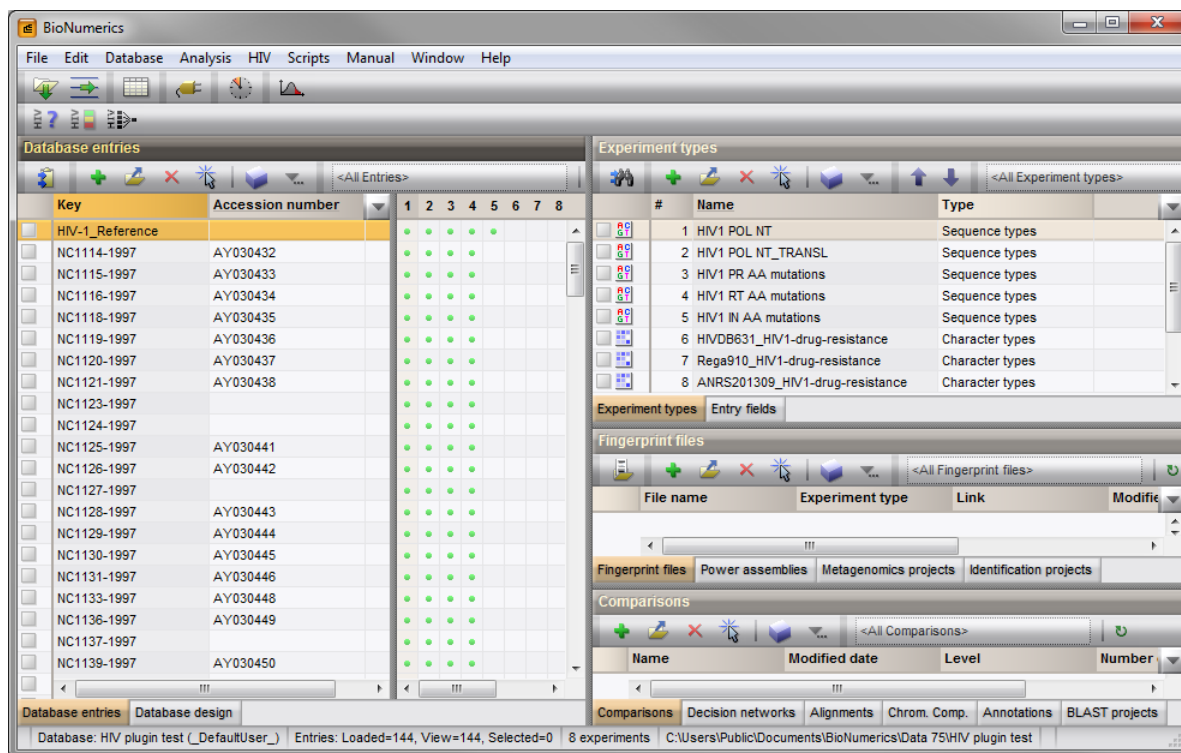 BioNumerics
File Edit Database Analysis HIV Scripts Manual Window Help
Database entries
<All Entries>
Key Accession number 1 2 3 4 5 6 7 8
HIV-1_Reference
NC1114-1997 AY030432
NC1115-1997 AY030433
NC1116-1997 AY030434
NC1118-1997 AY030435
NC1119-1997 AY030436
NC1120-1997 AY030437
NC1121-1997 AY030438
NC1123-1997
NC1124-1997
NC1125-1997 AY030441
NC1126-1997 AY030442
NC1127-1997
NC1128-1997 AY030443
NC1129-1997 AY030444
NC1130-1997 AY030445
NC1131-1997 AY030446
NC1133-1997 AY030448
NC1136-1997 AY030449
NC1137-1997
NC1139-1997 AY030450
Database entries Database design
Experiment types
<All Experiment types>
# Name Type
1 HIV1 POL NT Sequence types
2 HIV1 POL NT_TRANSL Sequence types
3 HIV1 PR AA mutations Sequence types
4 HIV1 RT AA mutations Sequence types
5 HIV1 IN AA mutations Sequence types
6 HIVDB631_HIV1-drug-resistance Character types
7 Rega910_HIV1-drug-resistance Character types
8 ANRS201309_HIV1-drug-resistance Character types
Experiment types Entry fields
Fingerprint files
<All Fingerprint files>
File name Experiment type Link Modifie
Fingerprint files Power assemblies Metagenomics projects Identification projects
Comparisons
<All Comparisons>
Name Modified date Level Number
Comparisons Decision networks Alignments Chrom. Comp. Annotations BLAST projects
Database: HIV plugin test (_DefaultUser_) Entries: Loaded=144, View=144, Selected=0 8 experiments C:\Users\Public\Documents\BioNumerics\Data 75\HIV plugin test